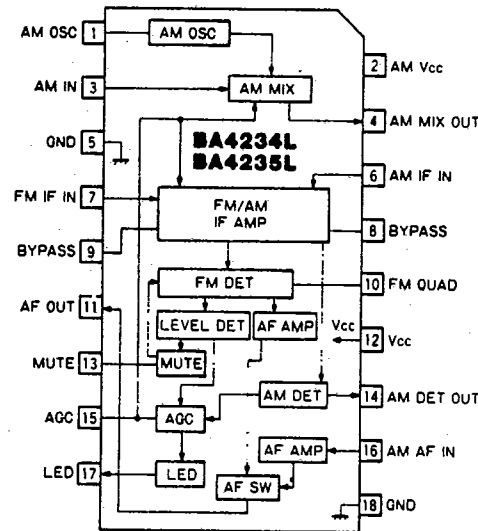 AM OSC 1
AM OSC
2 AM Vcc
AM IN 3
AM MIX
4 AM MIX OUT
GND 5
BA4234L
BA4235L
6 AM IF IN
FM IF IN 7
FM/AM
IF AMP
8 BYPASS
BYPASS 9
FM DET
10 FM QUAD
AF OUT 11
LEVEL DET
AF AMP
Vcc
12 Vcc
MUTE 13
MUTE
AM DET
14 AM DET OUT
AGC 15
AGC
AF AMP
16 AM AF IN
LED 17
LED
AF SW
18 GND